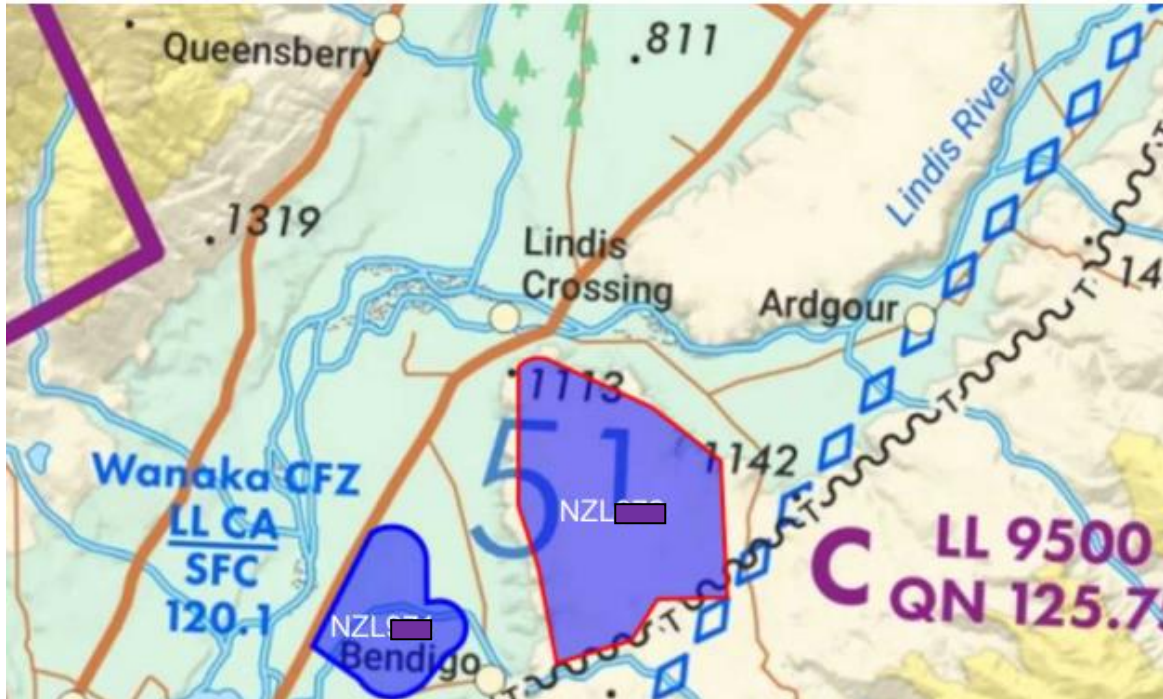 Queensberry
811
Lindis River
1319
Lindis
Crossing
14
Ardgour
1113
51
1142
Wanaka CFZ
LL CA
SFC
120.1
NZL
T
T
T
T
C
LL 9500
QN 125.7
NZL
Bendigo
T